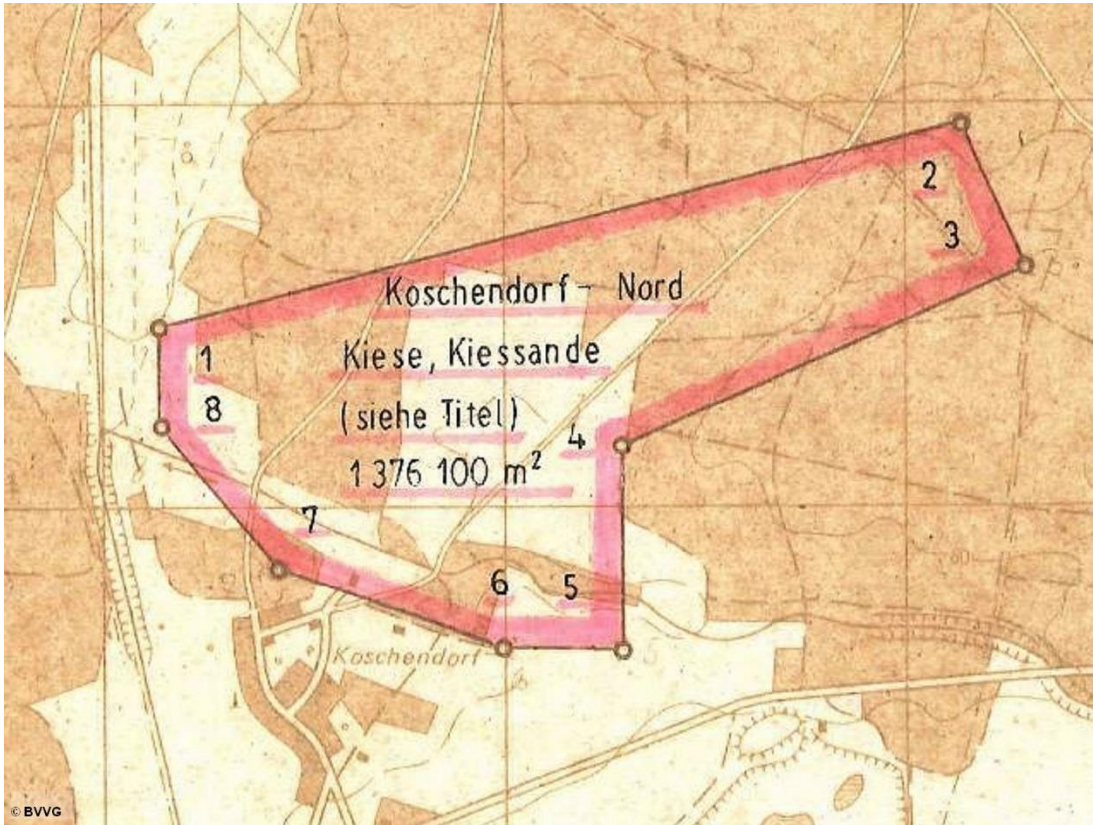 2
3
Koschendorf - Nord
1
Kiese, Kiessande
8
(siehe Titel)
4
1 376 100 m²
7
6
5
Koschendorf
5
© BVVG